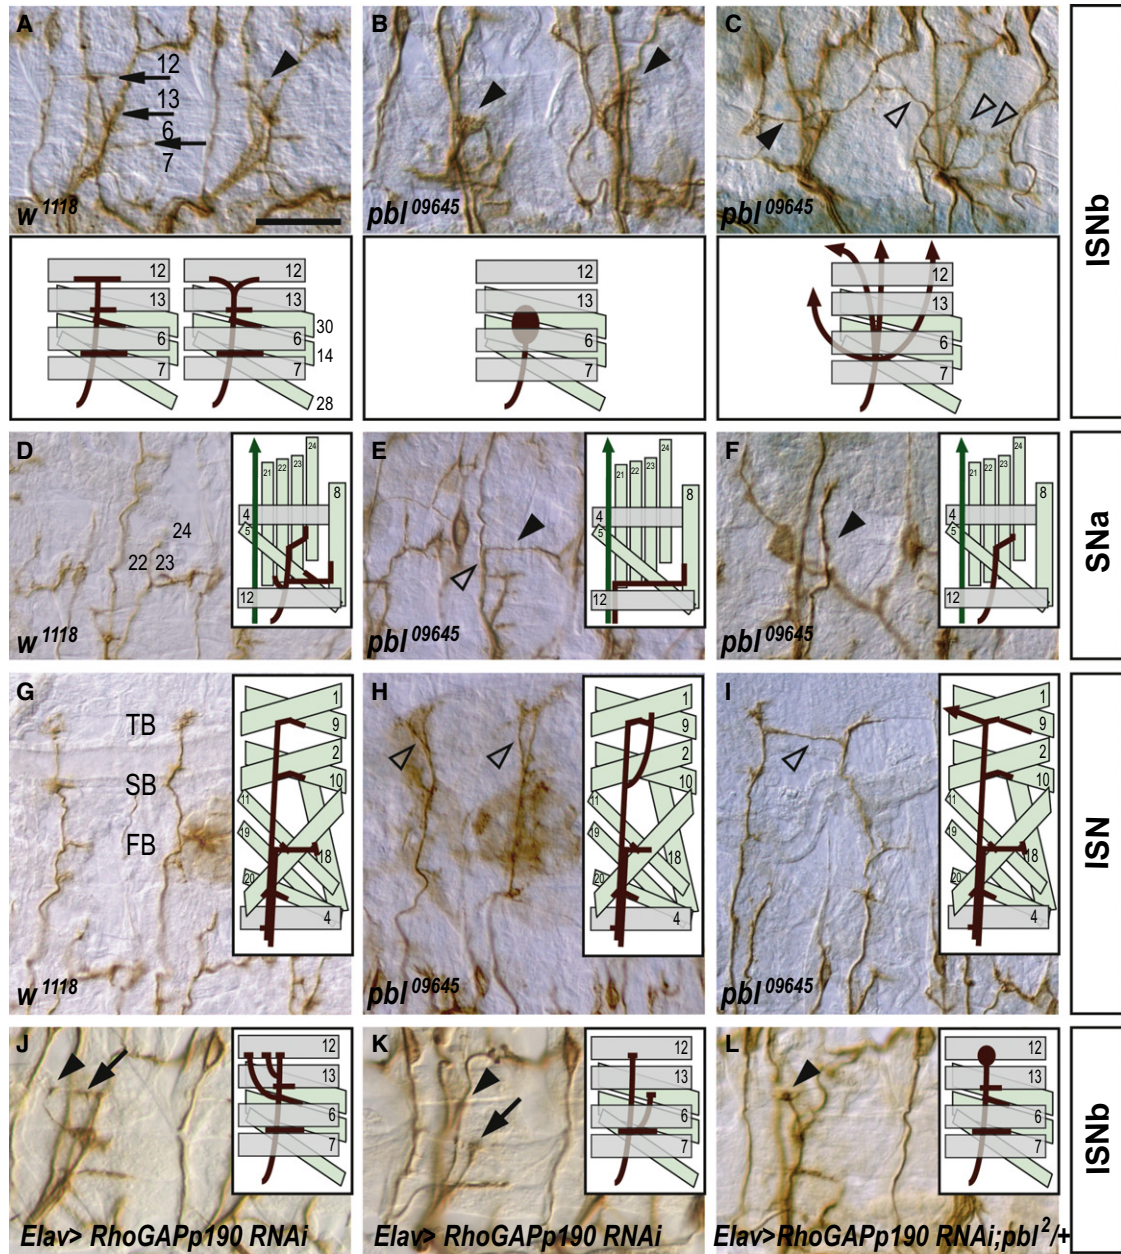 A
12
13
6
7
w1118
B
pbl09645
C
pbl09645
ISNb
12
13
6
7
12
13
30
6
14
7
28
12
13
6
7
12
13
6
7
D
24
22 23
w1118
21
22
23
24
8
4
5
12
E
pbl09645
21
22
23
24
8
4
5
12
F
pbl09645
21
22
23
24
8
4
5
12
SNa
G
TB
SB
FB
w1118
1
9
2
10
11
19
18
20
4
H
pbl09645
1
9
2
10
11
19
18
20
4
I
pbl09645
1
9
2
10
11
19
18
20
4
ISN
J
12
13
6
7
Elav> RhoGAPp190 RNAi
K
12
13
6
7
Elav> RhoGAPp190 RNAi
L
12
13
6
7
Elav>RhoGAPp190 RNAi;pbl2/+
ISNb